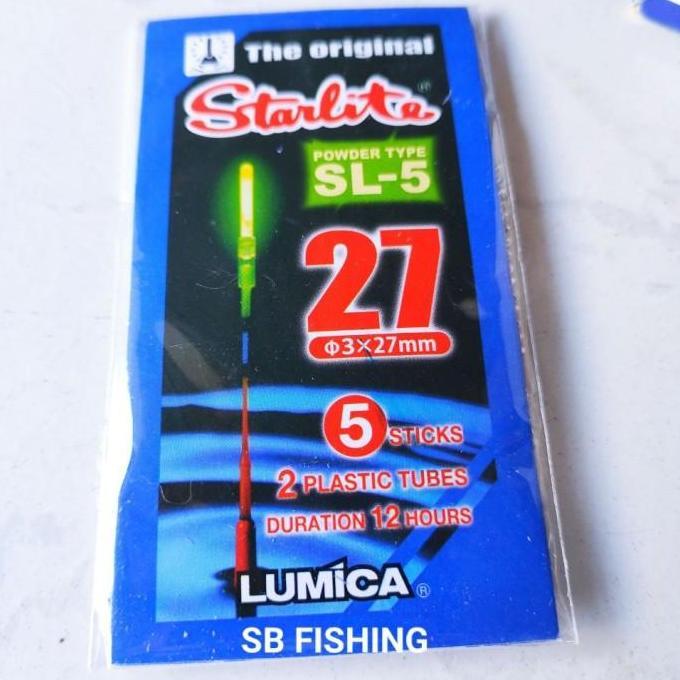 The original
Starlite ®
POWDER TYPE
SL-5
27
Φ3×27mm
5 STICKS
2 PLASTIC TUBES
DURATION 12 HOURS
LUMICA ®
SB FISHING